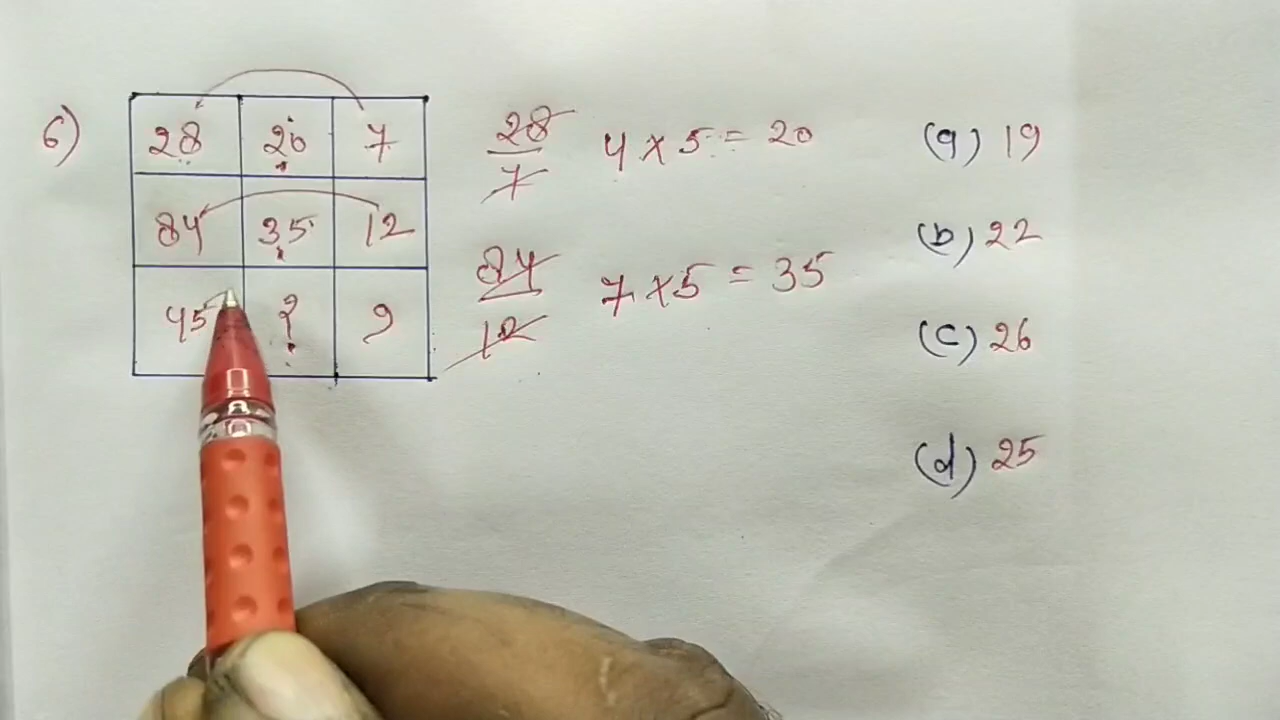 6)
28 20 7
84 35 12
45 ? 9
28/7 4 × 5 = 20
84/12 7 × 5 = 35
(a) 19
(b) 22
(c) 26
(d) 25